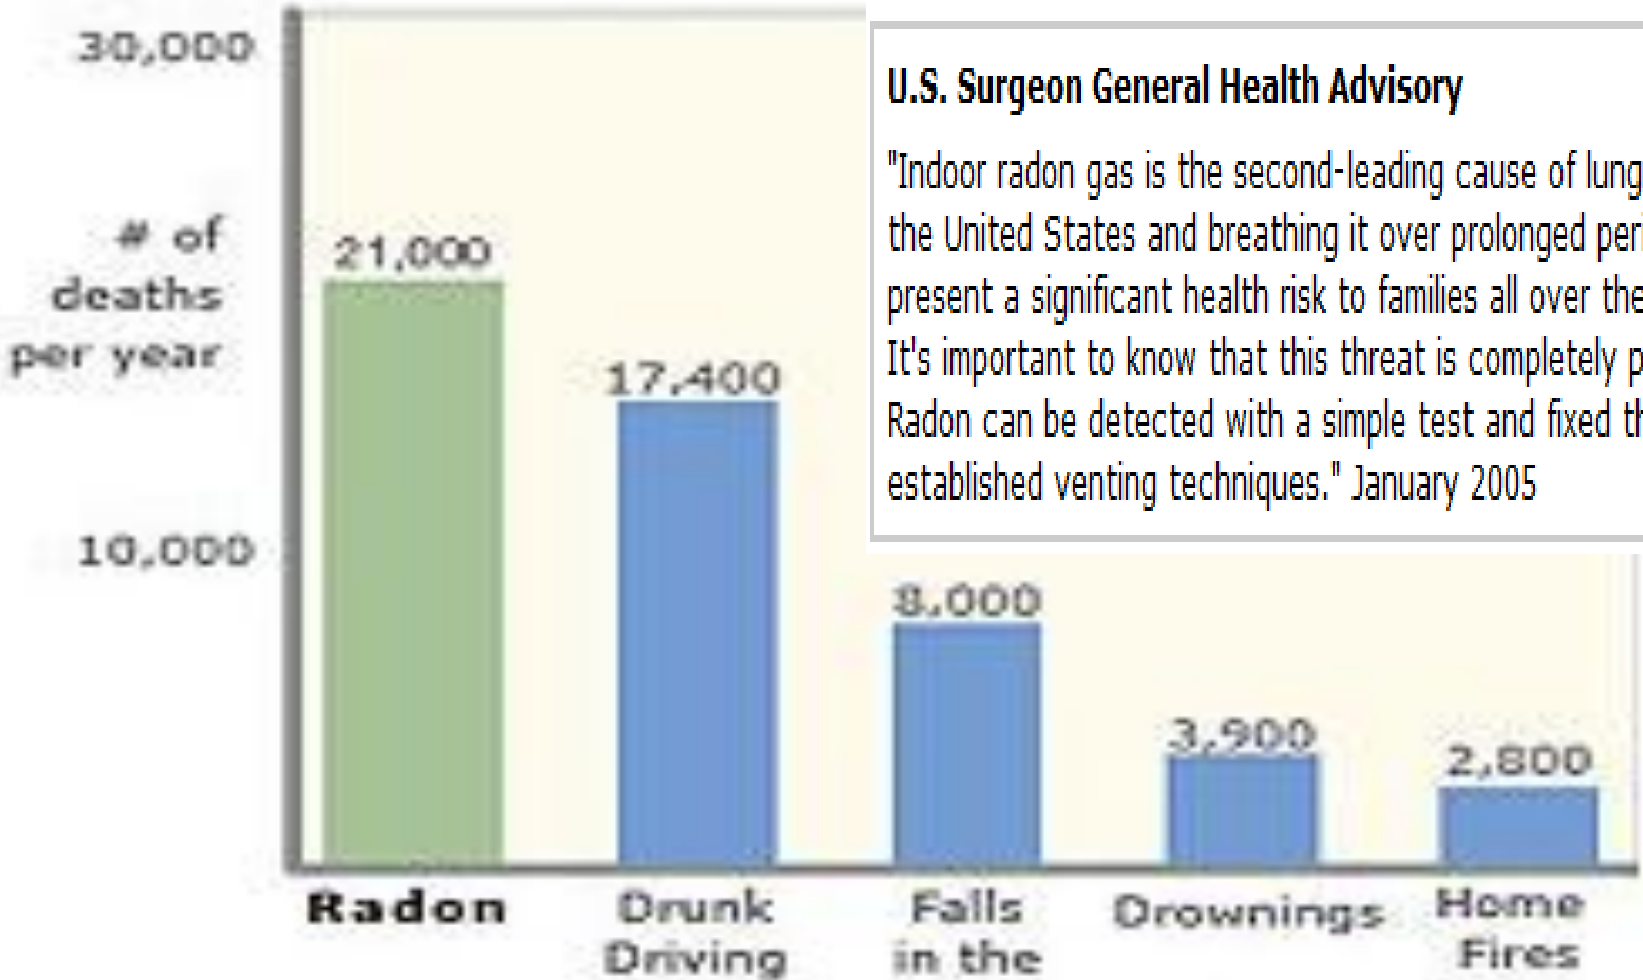 30,000
# of
deaths
per year
10,000
21,000
17,400
8,000
3,900
2,800
Radon
Drunk
Driving
Falls
in the
Drownings
Home
Fires
U.S. Surgeon General Health Advisory
"Indoor radon gas is the second-leading cause of lung
the United States and breathing it over prolonged peri
present a significant health risk to families all over the
It's important to know that this threat is completely p
Radon can be detected with a simple test and fixed th
established venting techniques." January 2005